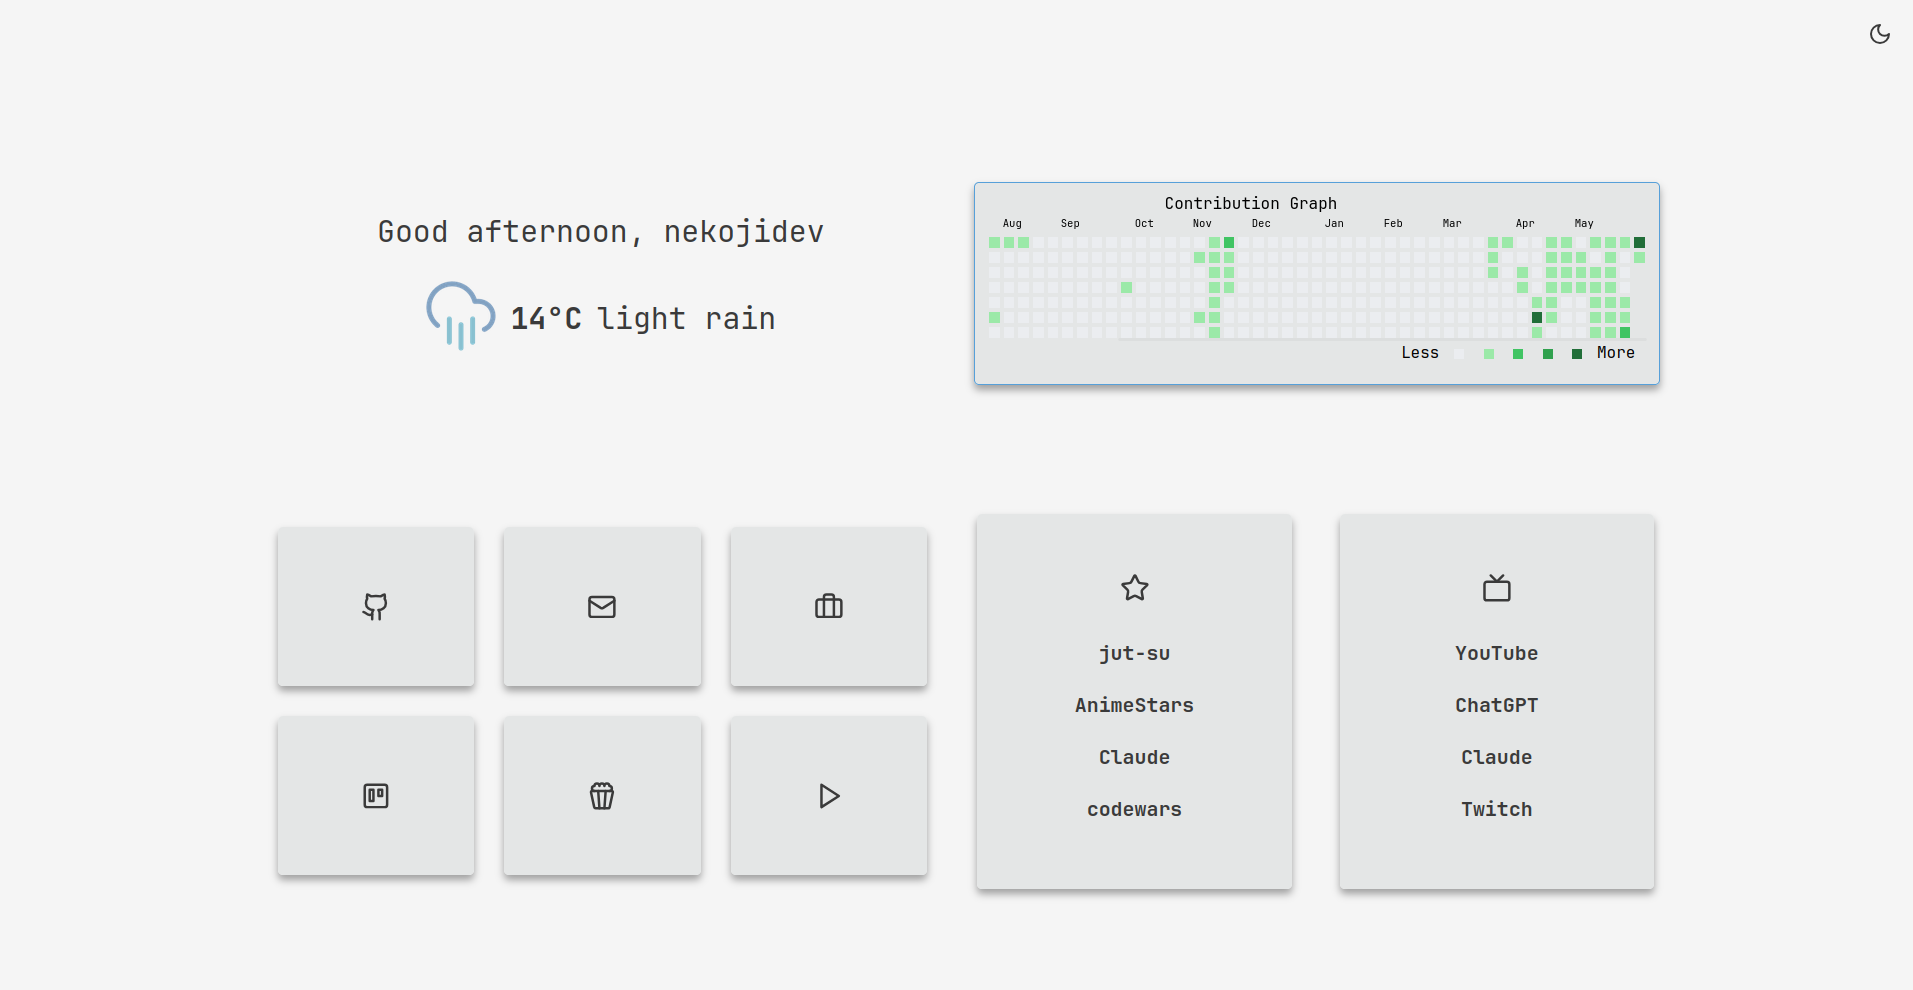 Good afternoon, nekojidev
14°C light rain
Contribution Graph
Aug Sep Oct Nov Dec Jan Feb Mar Apr May
Less More
jut-su
AnimeStars
Claude
codewars
YouTube
ChatGPT
Claude
Twitch